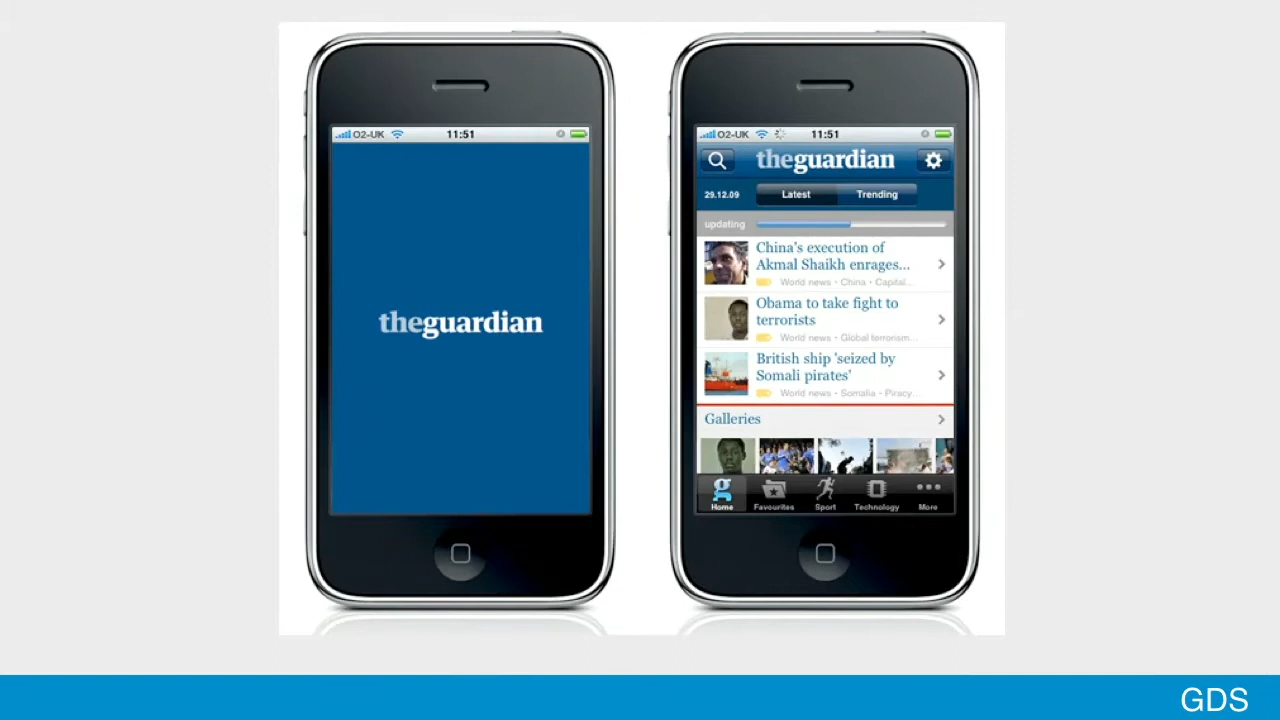 O2-UK 11:51
theguardian
O2-UK 11:51
theguardian
29.12.09 Latest Trending
updating
China's execution of
Akmal Shaikh enrages...
World news • China • Capital...
Obama to take fight to
terrorists
World news • Global terrorism...
British ship 'seized by
Somali pirates'
World news • Somalia • Piracy...
Galleries
g
Home Favourites Sport Technology More
GDS